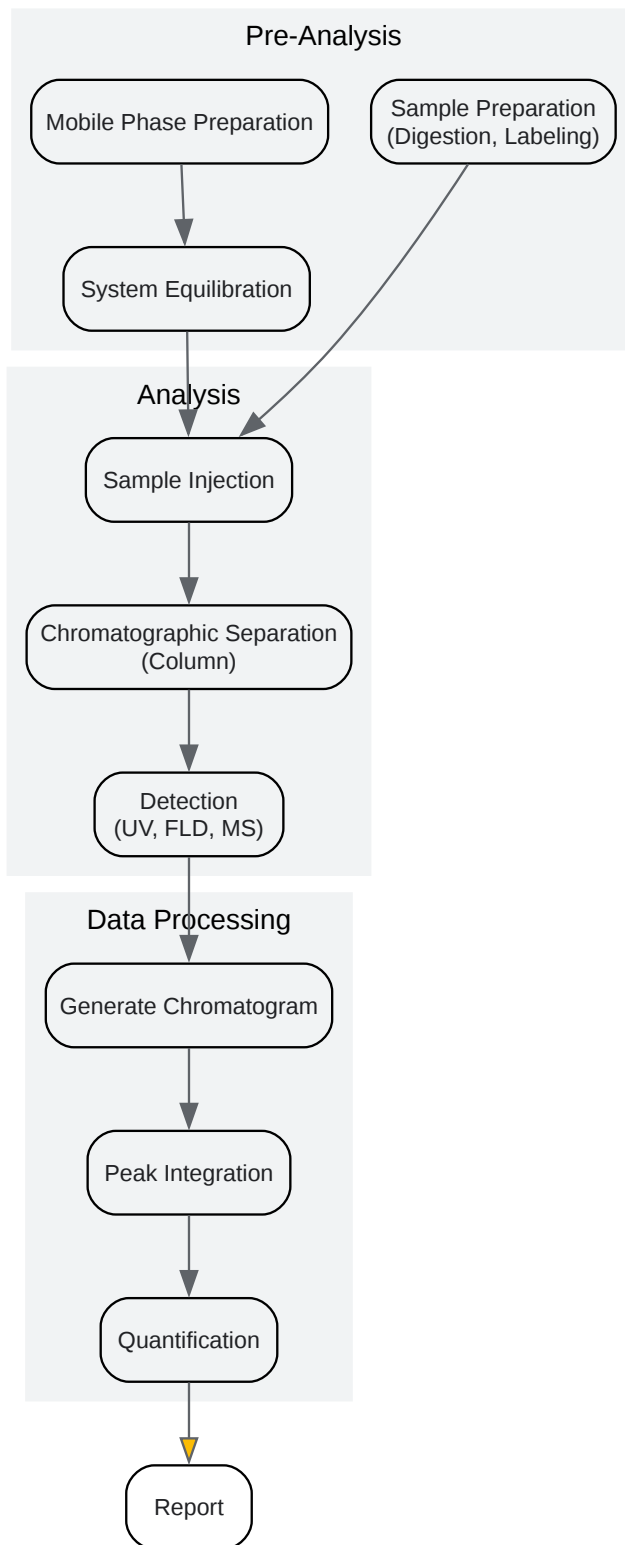 Pre-Analysis
Mobile Phase Preparation
Sample Preparation
(Digestion, Labeling)
System Equilibration
Analysis
Sample Injection
Chromatographic Separation
(Column)
Detection
(UV, FLD, MS)
Data Processing
Generate Chromatogram
Peak Integration
Quantification
Report